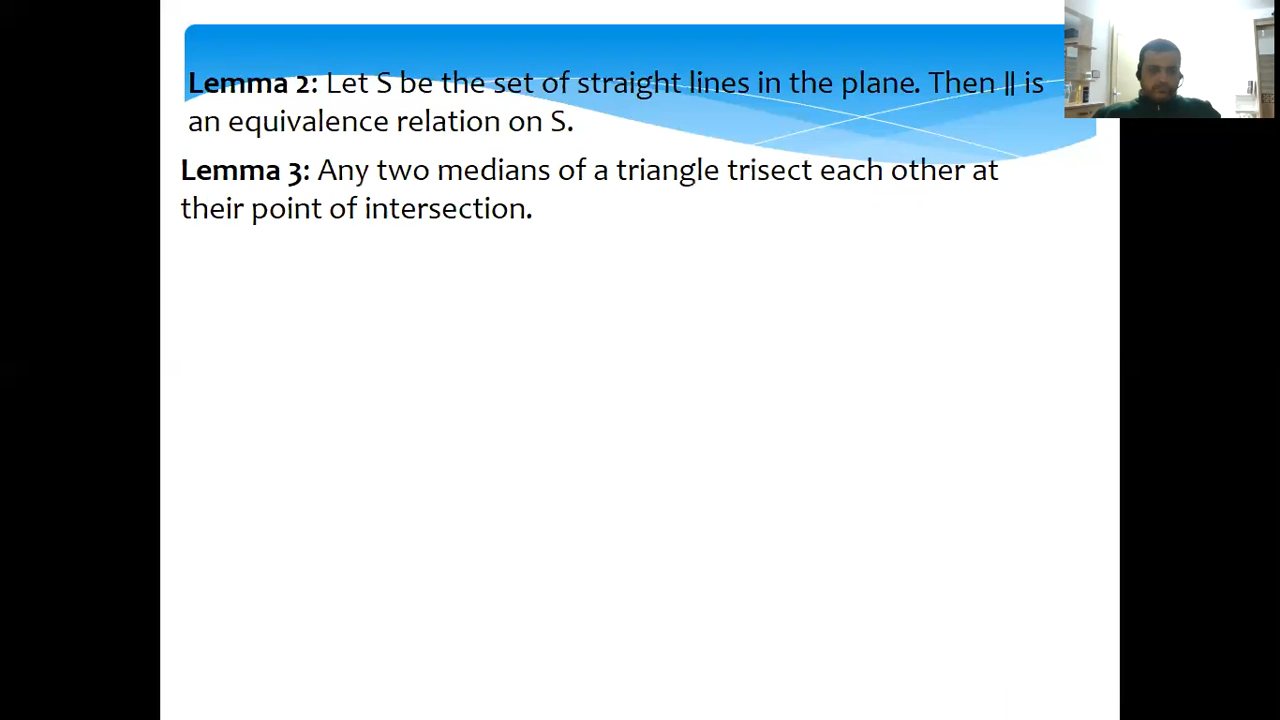 Lemma 2: Let S be the set of straight lines in the plane. Then ∥ is
an equivalence relation on S.
Lemma 3: Any two medians of a triangle trisect each other at
their point of intersection.